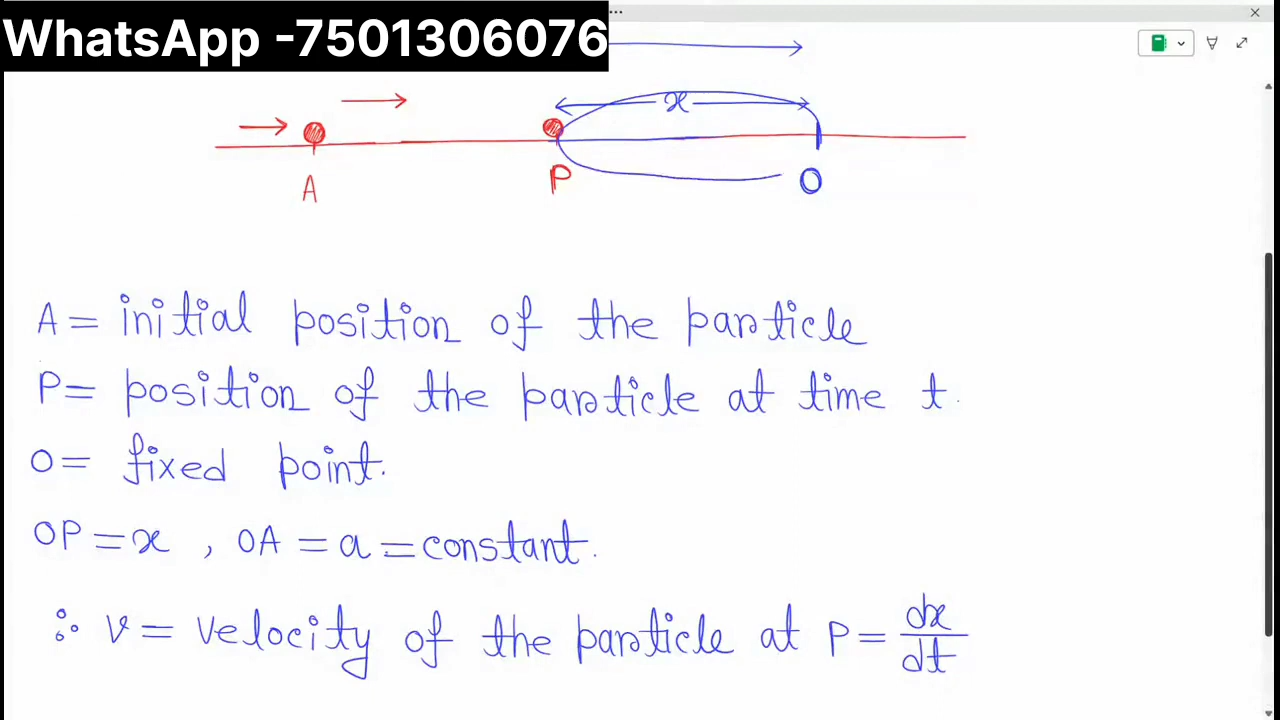 WhatsApp -7501306076
x
A P O
A = initial position of the particle
P = position of the particle at time t.
O = fixed point.
OP = x , OA = a = constant.
∴ v = velocity of the particle at P = dx/dt